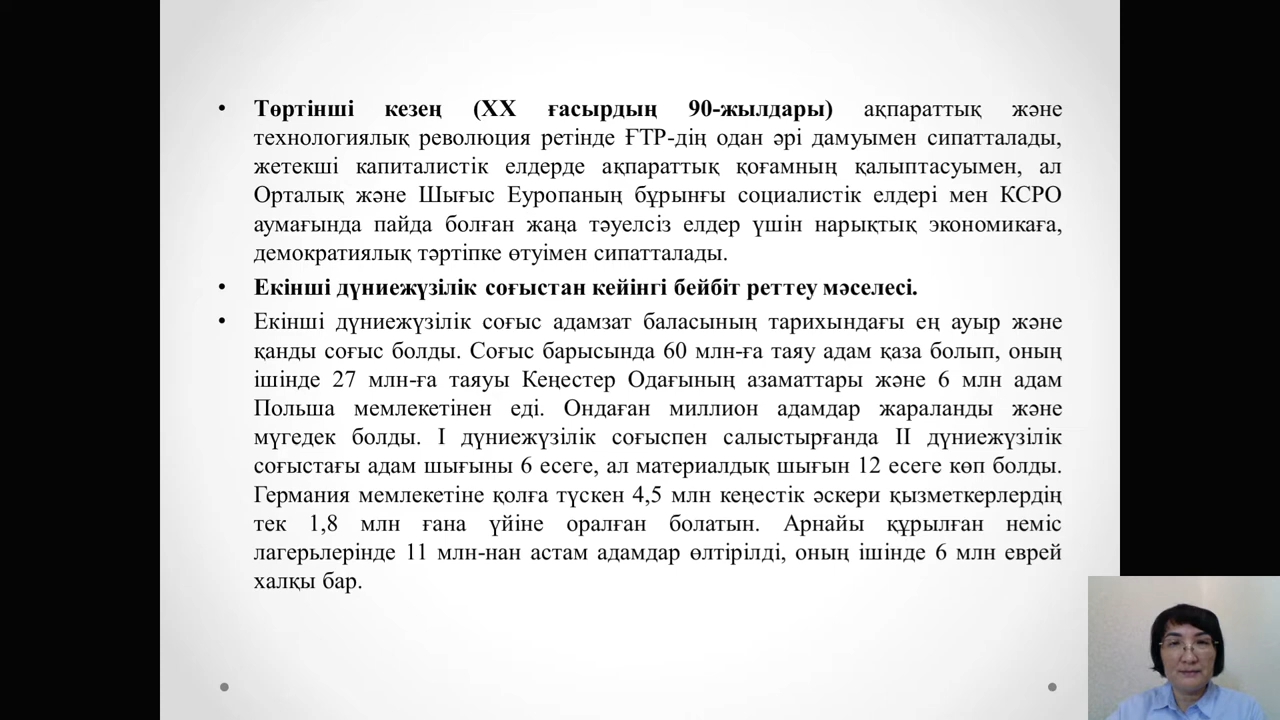 • Төртінші кезең (ХХ ғасырдың 90-жылдары) ақпараттық және
технологиялық революция ретінде ҒТР-дің одан әрі дамуымен сипатталады,
жетекші капиталистік елдерде ақпараттық қоғамның қалыптасуымен, ал
Орталық және Шығыс Еуропаның бұрынғы социалистік елдері мен КСРО
аумағында пайда болған жаңа тәуелсіз елдер үшін нарықтық экономикаға,
демократиялық тәртіпке өтуімен сипатталады.
• Екінші дүниежүзілік соғыстан кейінгі бейбіт реттеу мәселесі.
• Екінші дүниежүзілік соғыс адамзат баласының тарихындағы ең ауыр және
қанды соғыс болды. Соғыс барысында 60 млн-ға таяу адам қаза болып, оның
ішінде 27 млн-ға таяуы Кеңестер Одағының азаматтары және 6 млн адам
Польша мемлекетінен еді. Ондаған миллион адамдар жараланды және
мүгедек болды. І дүниежүзілік соғыспен салыстырғанда ІІ дүниежүзілік
соғыстағы адам шығыны 6 есеге, ал материалдық шығын 12 есеге көп болды.
Германия мемлекетіне қолға түскен 4,5 млн кеңестік әскери қызметкерлердің
тек 1,8 млн ғана үйіне оралған болатын. Арнайы құрылған неміс
лагерьлерінде 11 млн-нан астам адамдар өлтірілді, оның ішінде 6 млн еврей
халқы бар.